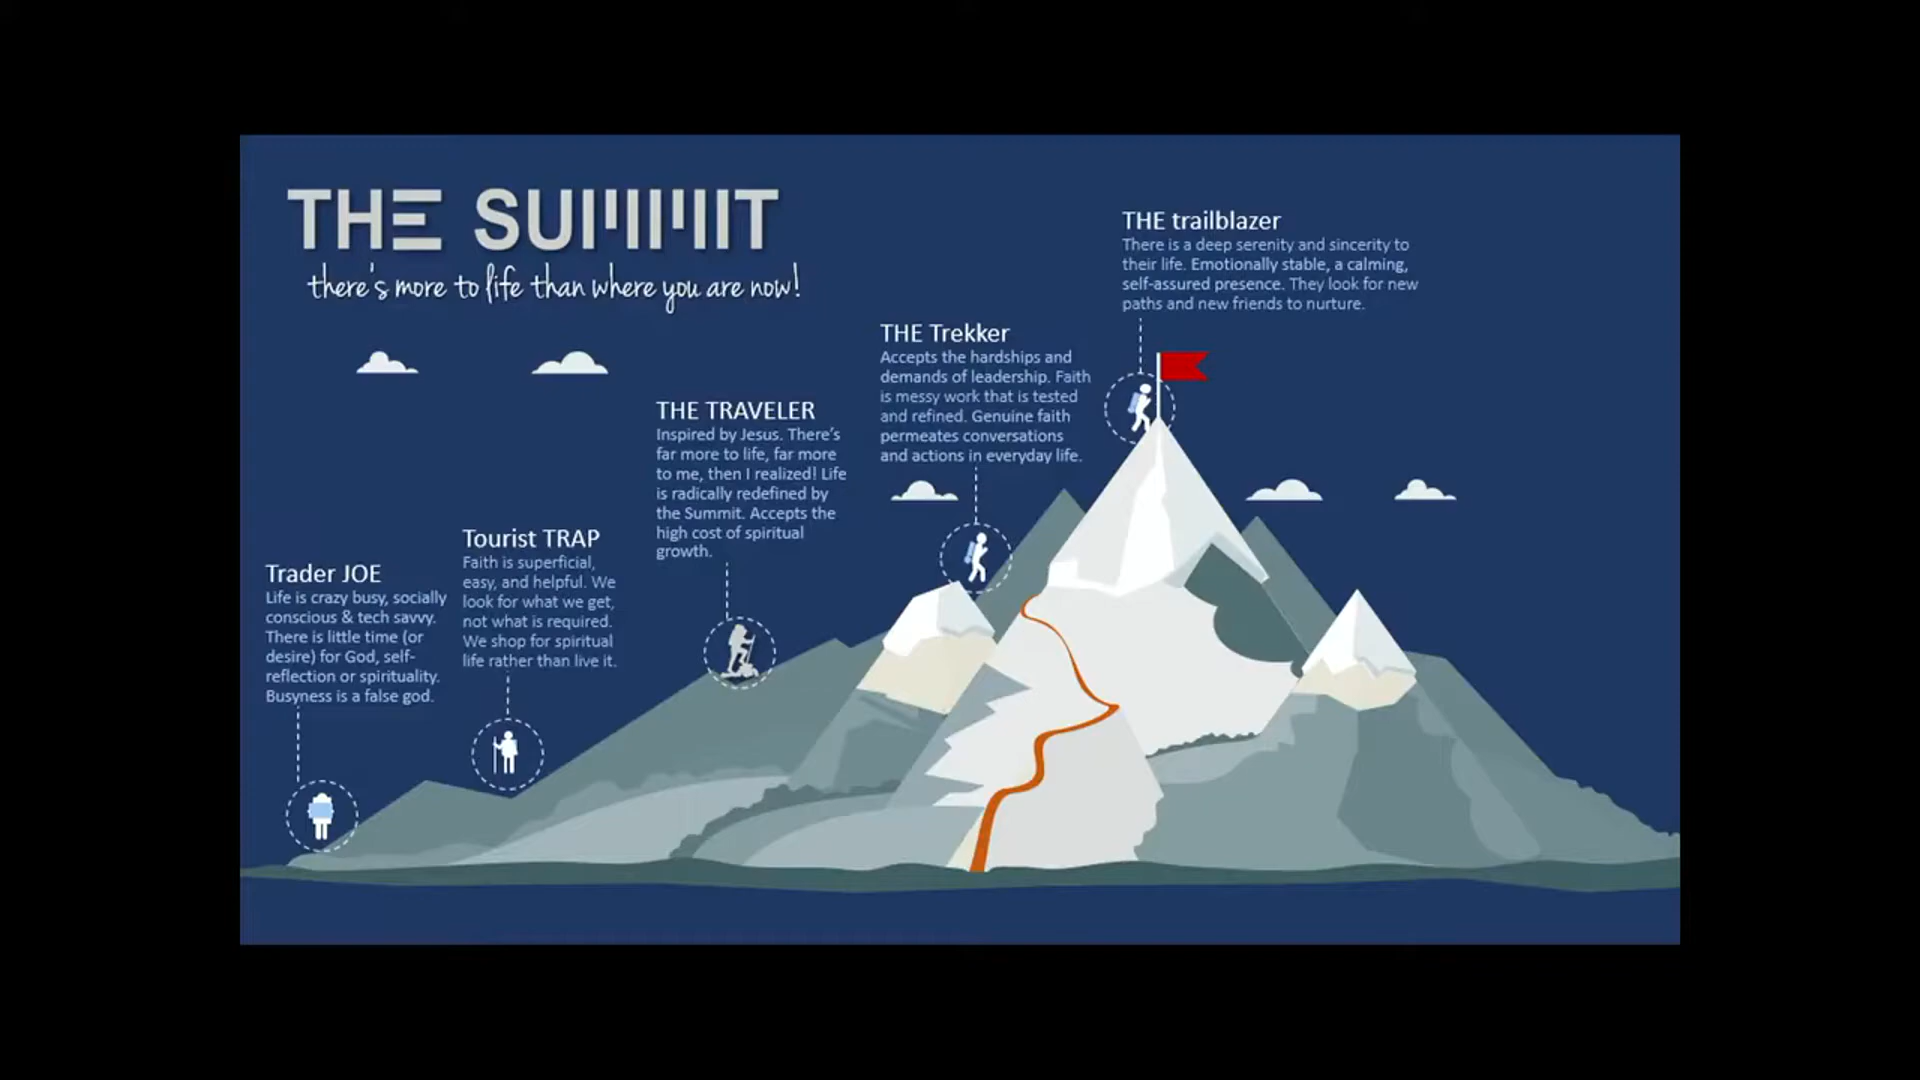 THE SUMMIT
there's more to life than where you are now!
THE trailblazer
There is a deep serenity and sincerity to
their life. Emotionally stable, a calming,
self-assured presence. They look for new
paths and new friends to nurture.
THE Trekker
Accepts the hardships and
demands of leadership. Faith
is messy work that is tested
and refined. Genuine faith
permeates conversations
and actions in everyday life.
THE TRAVELER
Inspired by Jesus. There's
far more to life, far more
to me, then I realized! Life
is radically redefined by
the Summit. Accepts the
high cost of spiritual
growth.
Tourist TRAP
Faith is superficial,
easy, and helpful. We
look for what we get,
not what is required.
We shop for spiritual
life rather than live it.
Trader JOE
Life is crazy busy, socially
conscious & tech savvy.
There is little time (or
desire) for God, self-
reflection or spirituality.
Busyness is a false god.